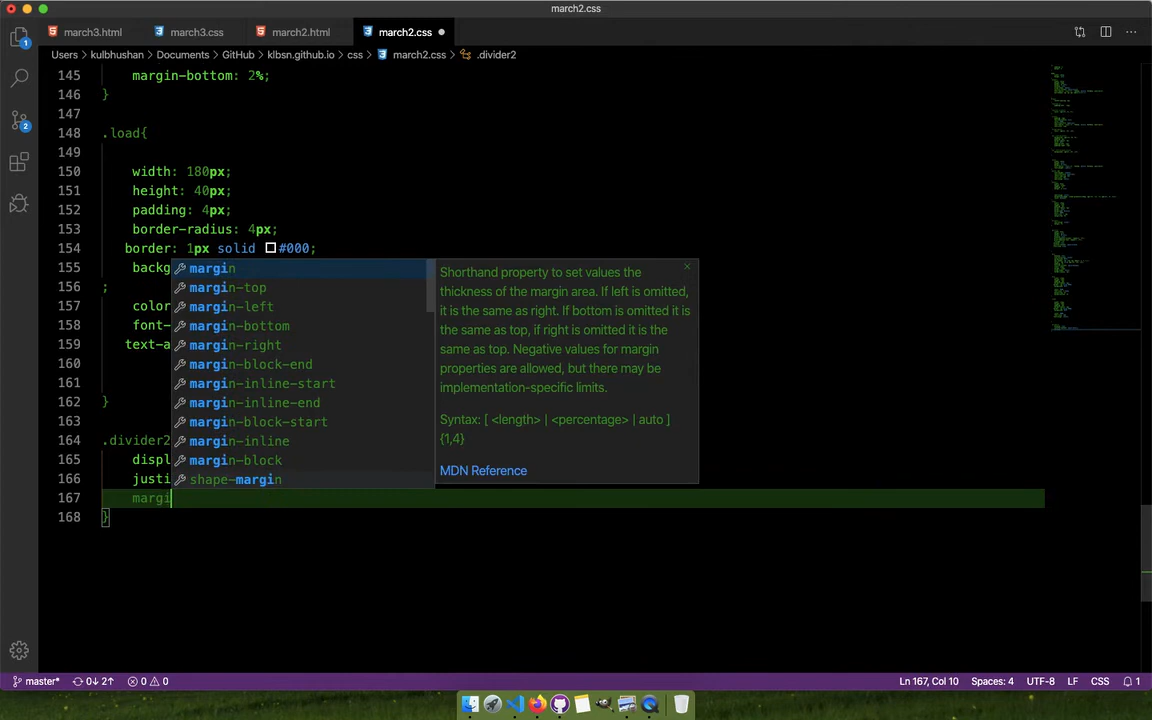 march2.css
march3.html
march3.css
march2.html
march2.css
Users
kulbhushan
Documents
GitHub
klbsn.github.io
css
march2.css
.divider2
145 margin-bottom: 2%;
146 }
147
148 .load{
149
150 width: 180px;
151 height: 40px;
152 padding: 4px;
153 border-radius: 4px;
154 border: 1px solid #000;
155 backg
156 ;
157 color
158 font-
159 text-a
160
161
162 }
163
164 .divider2
165 displ
166 justi
167 margi
168 }
margin
margin-top
margin-left
margin-bottom
margin-right
margin-block-end
margin-inline-start
margin-inline-end
margin-block-start
margin-inline
margin-block
shape-margin
Shorthand property to set values the
thickness of the margin area. If left is omitted,
it is the same as right. If bottom is omitted it is
the same as top, if right is omitted it is the
same as top. Negative values for margin
properties are allowed, but there may be
implementation-specific limits.
Syntax: [ <length> | <percentage> | auto ]
{1,4}
MDN Reference
1
2
master*
0↓ 2↑
0
0
Ln 167, Col 10
Spaces: 4
UTF-8
LF
CSS
1